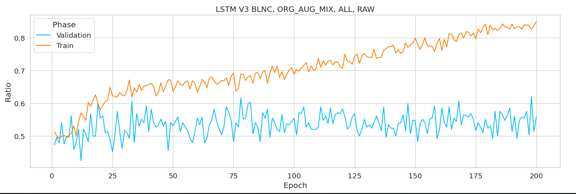 LSTM V3 BLNC, ORG_AUG_MIX, ALL, RAW
Phase
Validation
Train
Ratio
0.8
0.7
0.6
0.5
0 25 50 75 100 125 150 175 200
Epoch